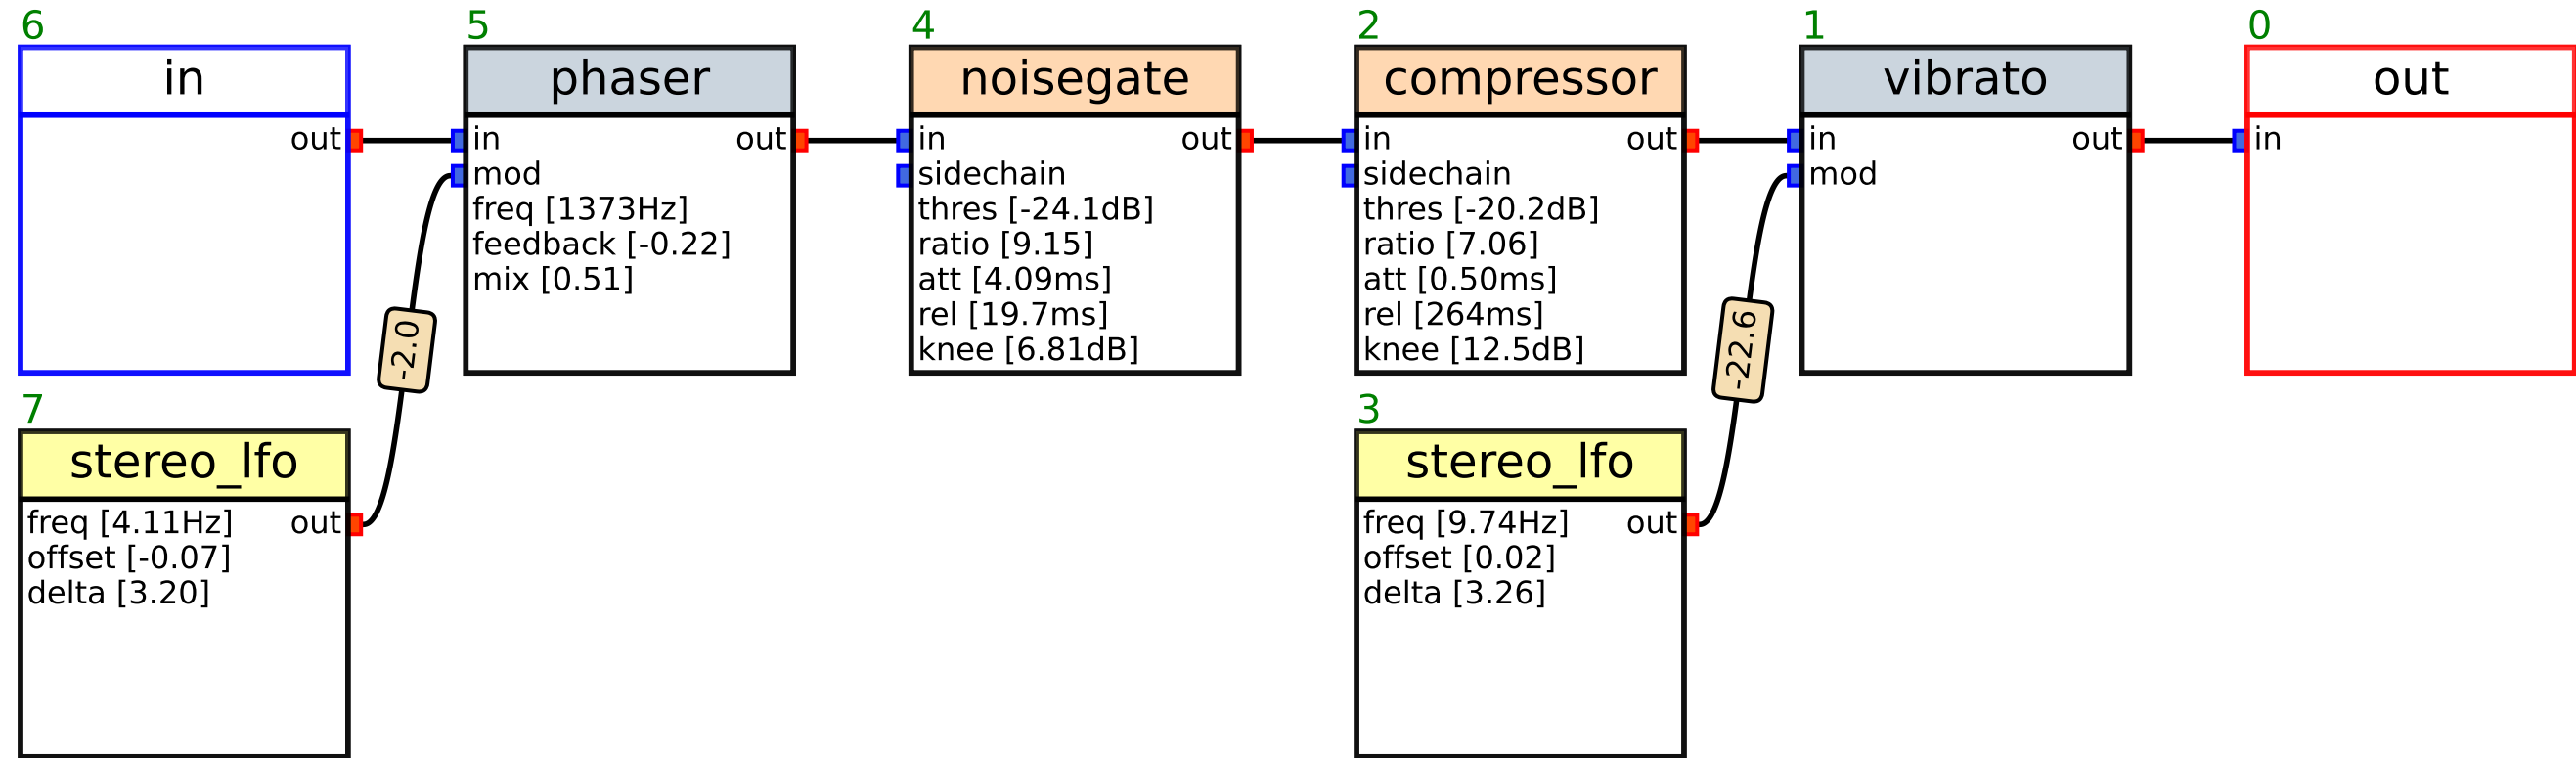 6
in
out
5
phaser
in out
mod
freq [1373Hz]
feedback [-0.22]
mix [0.51]
4
noisegate
in out
sidechain
thres [-24.1dB]
ratio [9.15]
att [4.09ms]
rel [19.7ms]
knee [6.81dB]
2
compressor
in out
sidechain
thres [-20.2dB]
ratio [7.06]
att [0.50ms]
rel [264ms]
knee [12.5dB]
1
vibrato
in out
mod
0
out
in
-2.0
-22.6
7
stereo_lfo
freq [4.11Hz] out
offset [-0.07]
delta [3.20]
3
stereo_lfo
freq [9.74Hz] out
offset [0.02]
delta [3.26]